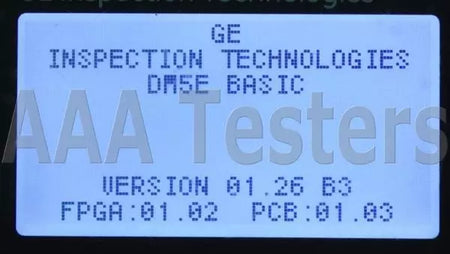 GE
INSPECTION TECHNOLOGIES
DM5E BASIC
AAA Testers
VERSION 01.26 B3
FPGA:01.02 PCB:01.03